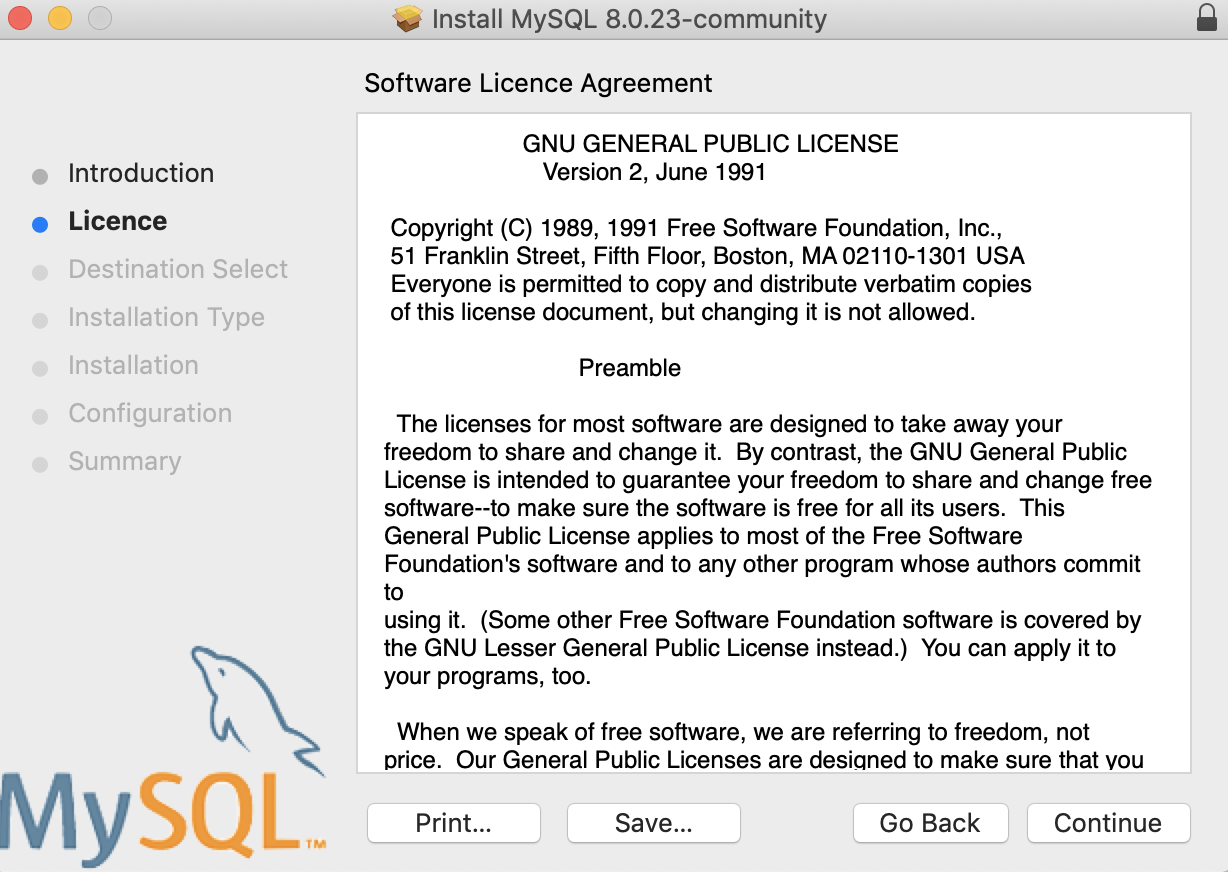 Install MySQL 8.0.23-community
Software Licence Agreement
Introduction
Licence
Destination Select
Installation Type
Installation
Configuration
Summary
GNU GENERAL PUBLIC LICENSE
Version 2, June 1991
Copyright (C) 1989, 1991 Free Software Foundation, Inc.,
51 Franklin Street, Fifth Floor, Boston, MA 02110-1301 USA
Everyone is permitted to copy and distribute verbatim copies
of this license document, but changing it is not allowed.
Preamble
The licenses for most software are designed to take away your
freedom to share and change it.  By contrast, the GNU General Public
License is intended to guarantee your freedom to share and change free
software--to make sure the software is free for all its users.  This
General Public License applies to most of the Free Software
Foundation's software and to any other program whose authors commit
to
using it.  (Some other Free Software Foundation software is covered by
the GNU Lesser General Public License instead.)  You can apply it to
your programs, too.
When we speak of free software, we are referring to freedom, not
price.  Our General Public Licenses are designed to make sure that you
MySQL™
Print...
Save...
Go Back
Continue